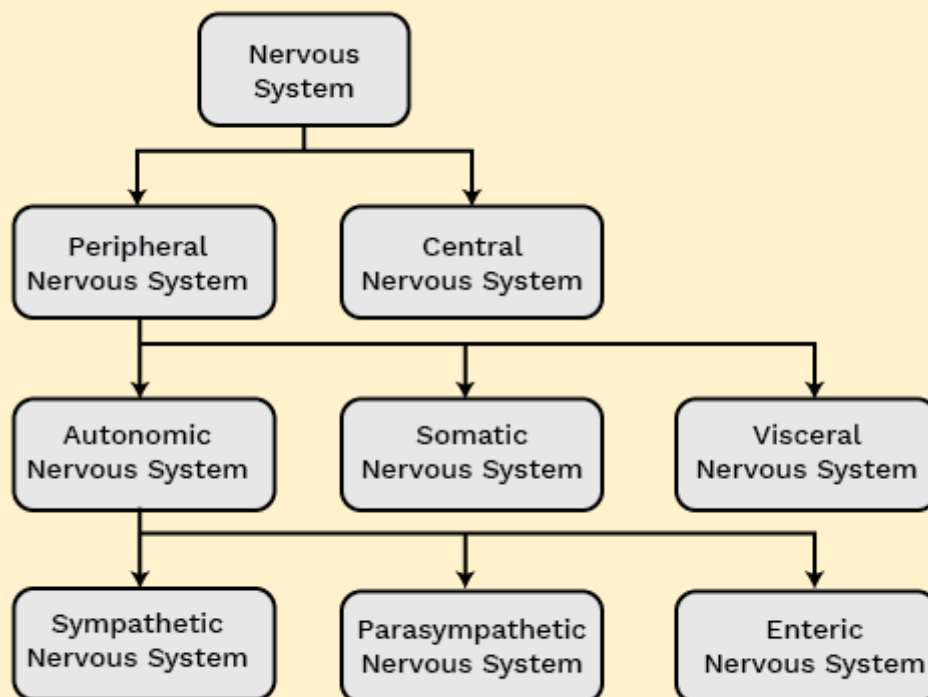 Nervous
System
Peripheral
Nervous System
Central
Nervous System
Autonomic
Nervous System
Somatic
Nervous System
Visceral
Nervous System
Sympathetic
Nervous System
Parasympathetic
Nervous System
Enteric
Nervous System